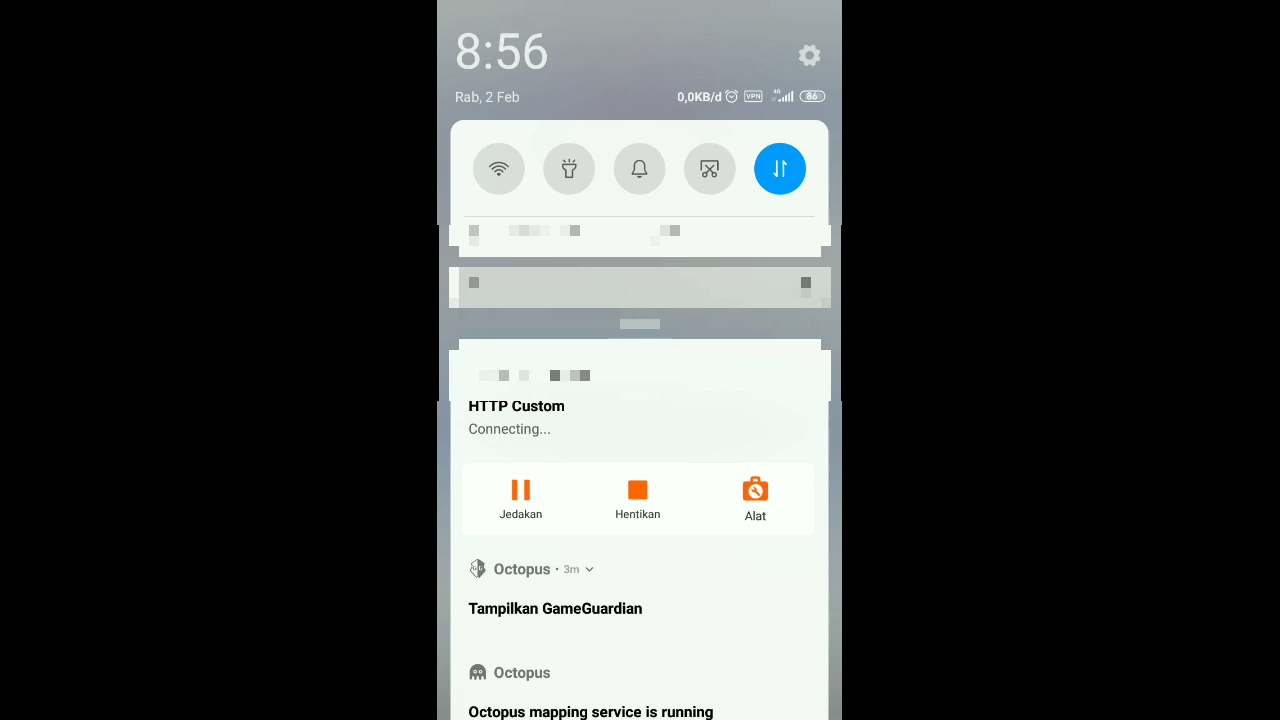 8:56
Rab, 2 Feb
0,0KB/d VPN 4G 86
HTTP Custom
Connecting...
Jedakan Hentikan Alat
Octopus • 3m
Tampilkan GameGuardian
Octopus
Octopus mapping service is running